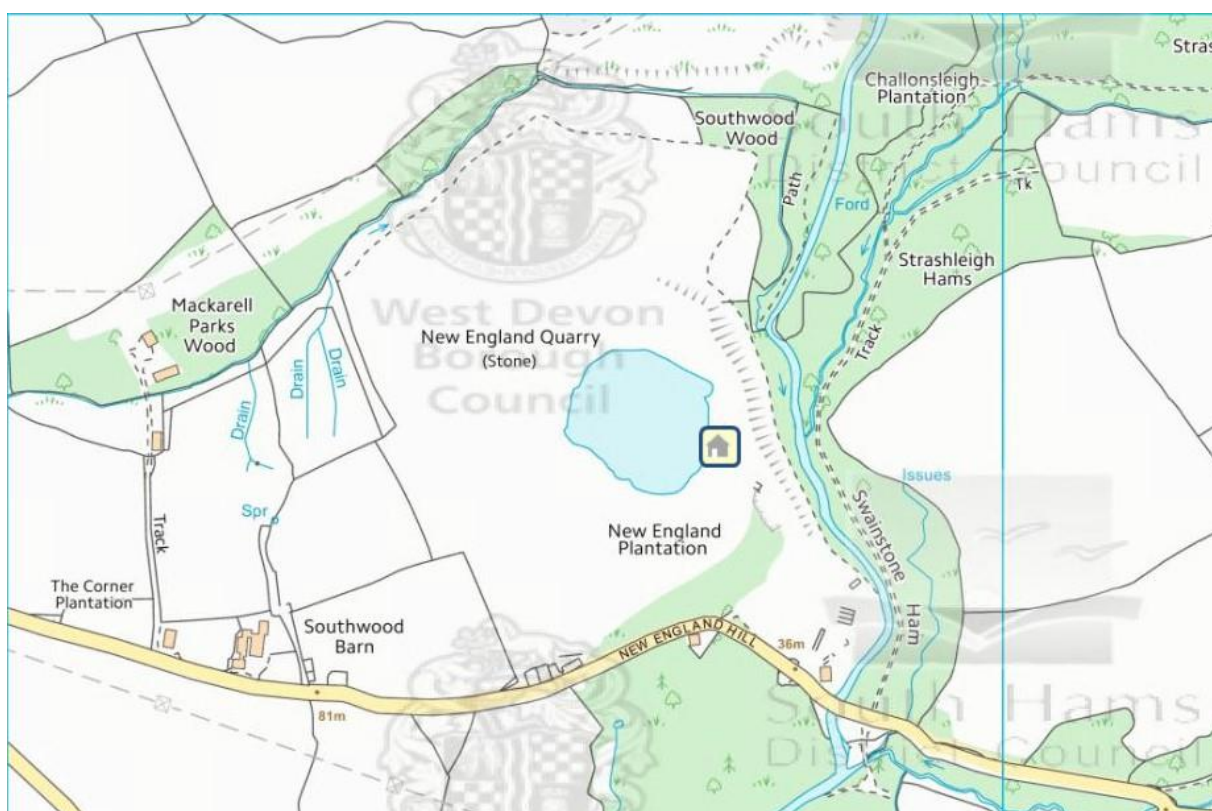 Challonsleigh
Plantation
Stras
Southwood
Wood
Path
Ford
Tk
Strashleigh
Hams
Mackarell
Parks
Wood
West Devon
Borough
Council
South Hams
District Council
New England Quarry
(Stone)
Track
Drain
Drain
Drain
Issues
Spr
New England
Plantation
Swainstone
Ham
Track
The Corner
Plantation
Southwood
Barn
NEW ENGLAND HILL
36m
81m
South Hams
District Council